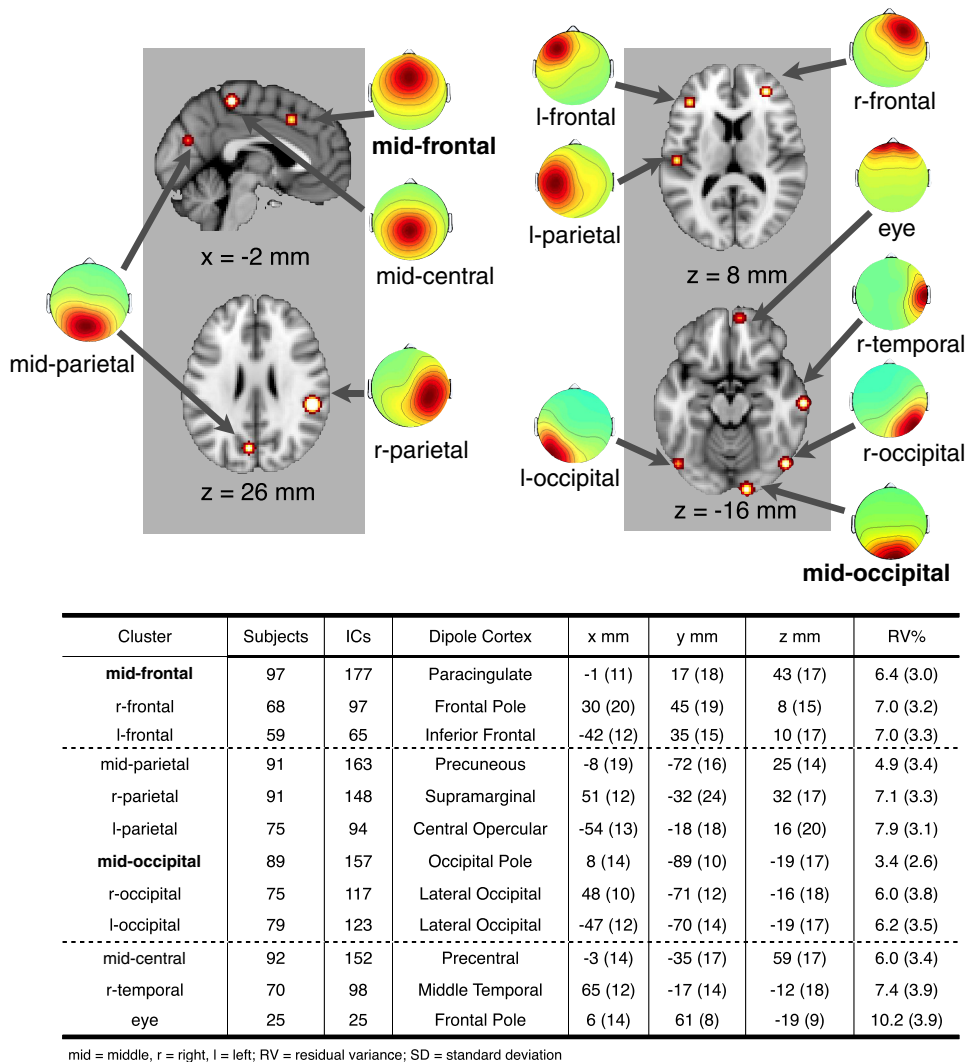 mid-frontal
x = -2 mm
mid-central
mid-parietal
r-parietal
z = 26 mm
l-frontal
r-frontal
l-parietal
eye
z = 8 mm
r-temporal
r-occipital
l-occipital
z = -16 mm
mid-occipital
Cluster Subjects ICs Dipole Cortex x mm y mm z mm RV%
mid-frontal 97 177 Paracingulate -1 (11) 17 (18) 43 (17) 6.4 (3.0)
r-frontal 68 97 Frontal Pole 30 (20) 45 (19) 8 (15) 7.0 (3.2)
l-frontal 59 65 Inferior Frontal -42 (12) 35 (15) 10 (17) 7.0 (3.3)
mid-parietal 91 163 Precuneous -8 (19) -72 (16) 25 (14) 4.9 (3.4)
r-parietal 91 148 Supramarginal 51 (12) -32 (24) 32 (17) 7.1 (3.3)
l-parietal 75 94 Central Opercular -54 (13) -18 (18) 16 (20) 7.9 (3.1)
mid-occipital 89 157 Occipital Pole 8 (14) -89 (10) -19 (17) 3.4 (2.6)
r-occipital 75 117 Lateral Occipital 48 (10) -71 (12) -16 (18) 6.0 (3.8)
l-occipital 79 123 Lateral Occipital -47 (12) -70 (14) -19 (17) 6.2 (3.5)
mid-central 92 152 Precentral -3 (14) -35 (17) 59 (17) 6.0 (3.4)
r-temporal 70 98 Middle Temporal 65 (12) -17 (14) -12 (18) 7.4 (3.9)
eye 25 25 Frontal Pole 6 (14) 61 (8) -19 (9) 10.2 (3.9)
mid = middle, r = right, l = left; RV = residual variance; SD = standard deviation